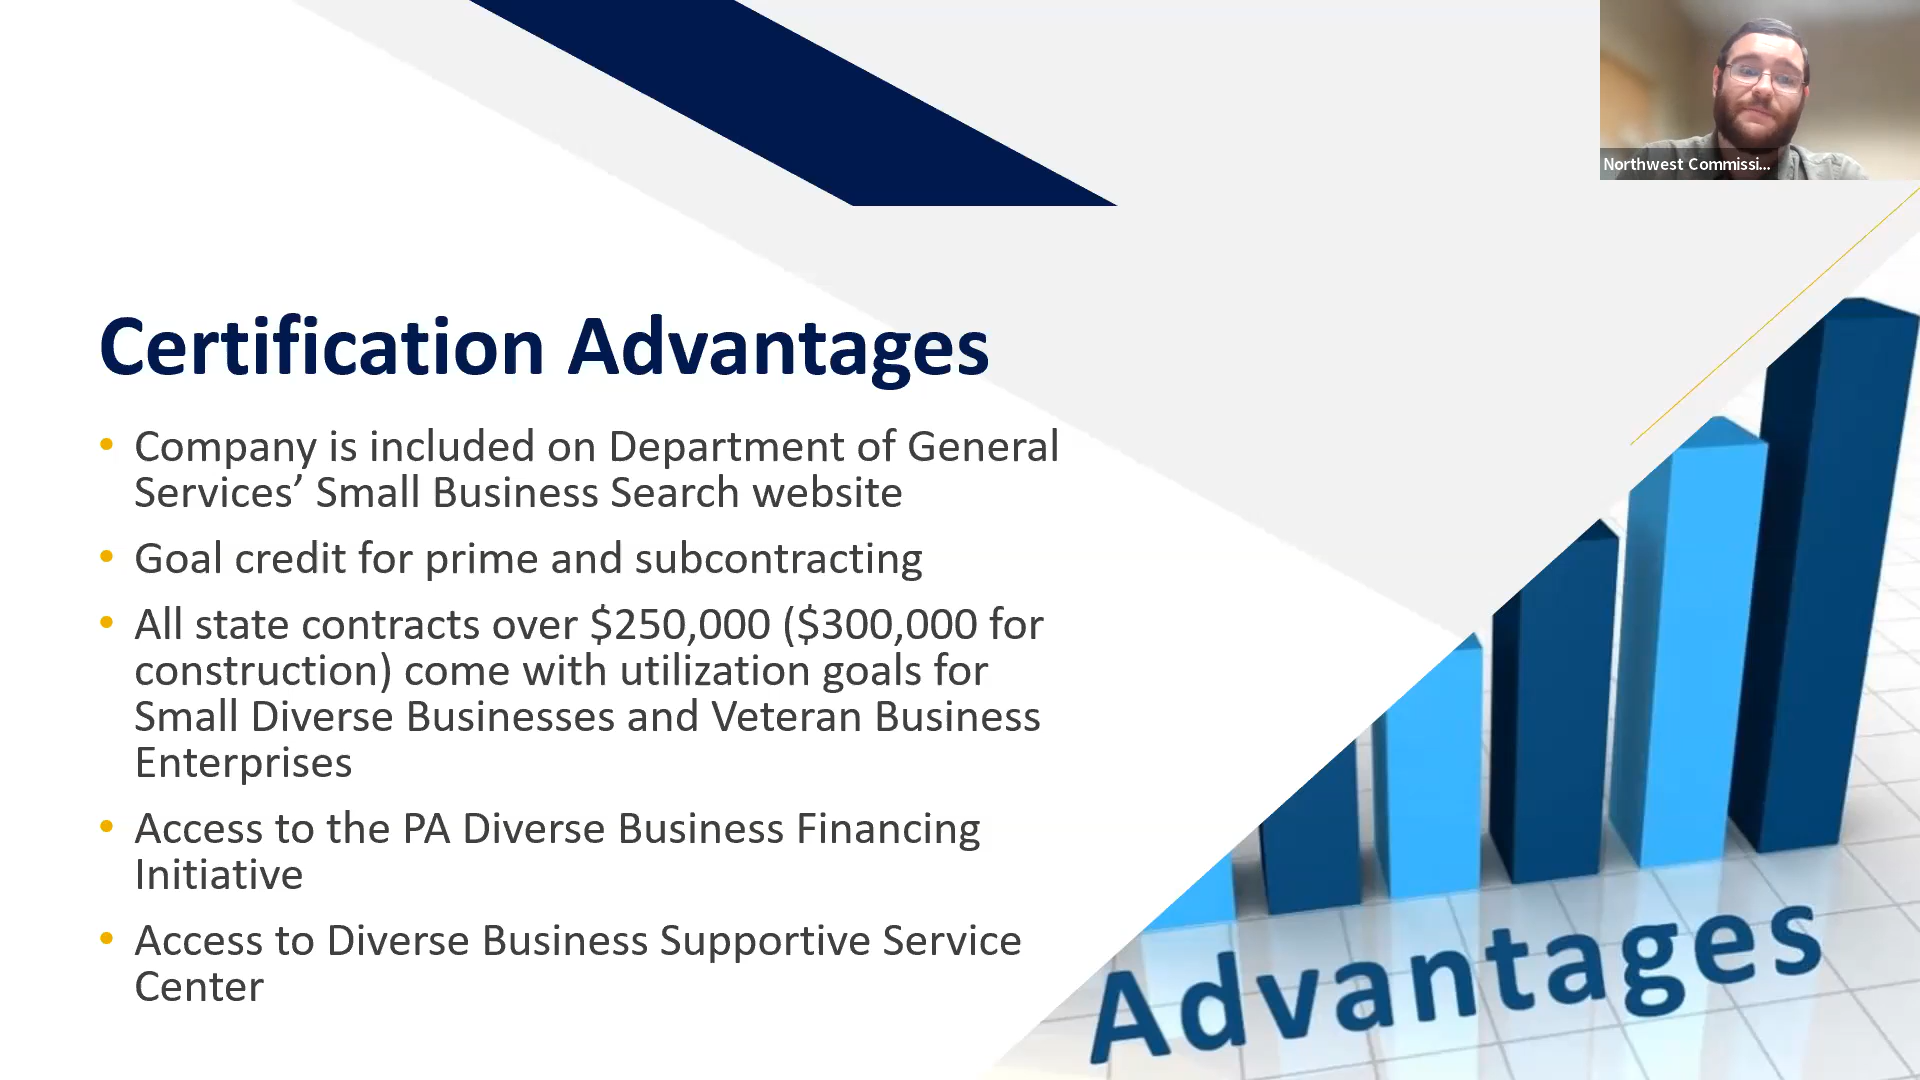 Northwest Commissi...
Certification Advantages
• Company is included on Department of General
Services’ Small Business Search website
• Goal credit for prime and subcontracting
• All state contracts over $250,000 ($300,000 for
construction) come with utilization goals for
Small Diverse Businesses and Veteran Business
Enterprises
• Access to the PA Diverse Business Financing
Initiative
• Access to Diverse Business Supportive Service
Center
Advantages